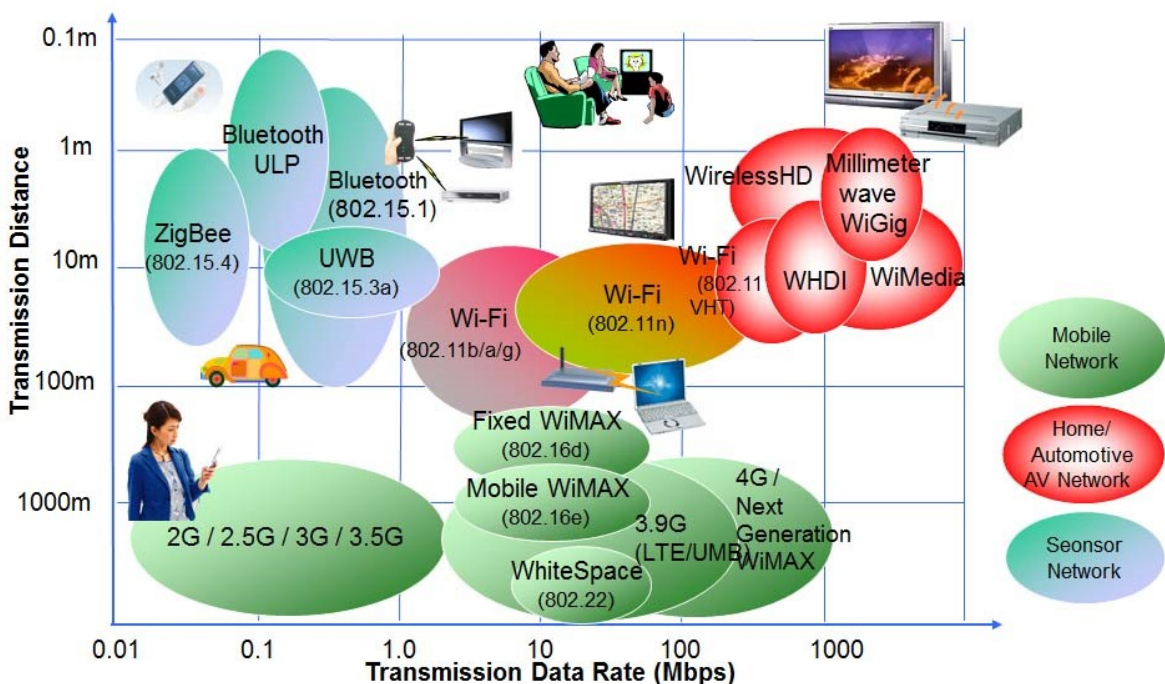 0.1m
1m
10m
100m
1000m
Transmission Distance
0.01
0.1
1.0
10
100
1000
Transmission Data Rate (Mbps)
Bluetooth
ULP
Bluetooth
(802.15.1)
ZigBee
(802.15.4)
UWB
(802.15.3a)
Wi-Fi
(802.11b/a/g)
Wi-Fi
(802.11n)
Wi-Fi
(802.11
VHT)
WirelessHD
Millimeter
wave
WiGig
WHDI
WiMedia
Fixed WiMAX
(802.16d)
Mobile WiMAX
(802.16e)
WhiteSpace
(802.22)
2G / 2.5G / 3G / 3.5G
3.9G
(LTE/UMB)
4G /
Next
Generation
WiMAX
Mobile
Network
Home/
Automotive
AV Network
Seonsor
Network